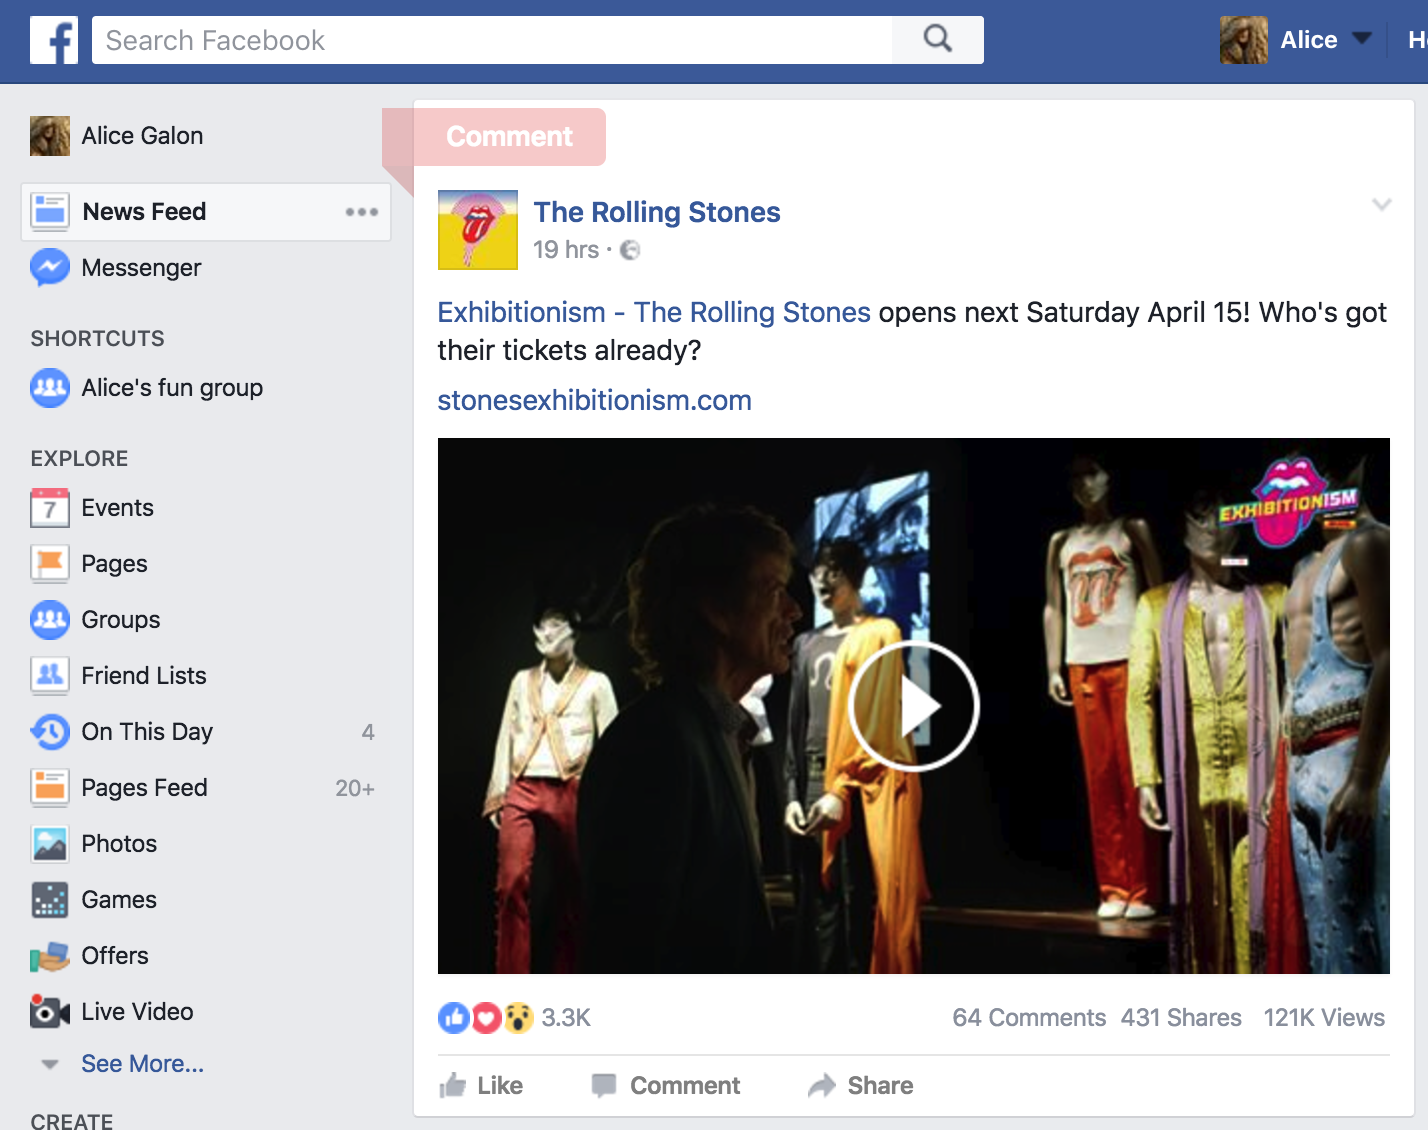 Search Facebook
Alice
H
Alice Galon
News Feed
Messenger
SHORTCUTS
Alice's fun group
EXPLORE
7
Events
Pages
Groups
Friend Lists
On This Day 4
Pages Feed 20+
Photos
Games
Offers
Live Video
See More...
CREATE
Comment
The Rolling Stones
19 hrs ·
Exhibitionism - The Rolling Stones opens next Saturday April 15! Who's got
their tickets already?
stonesexhibitionism.com
EXHIBITIONISM
3.3K 64 Comments 431 Shares 121K Views
Like Comment Share